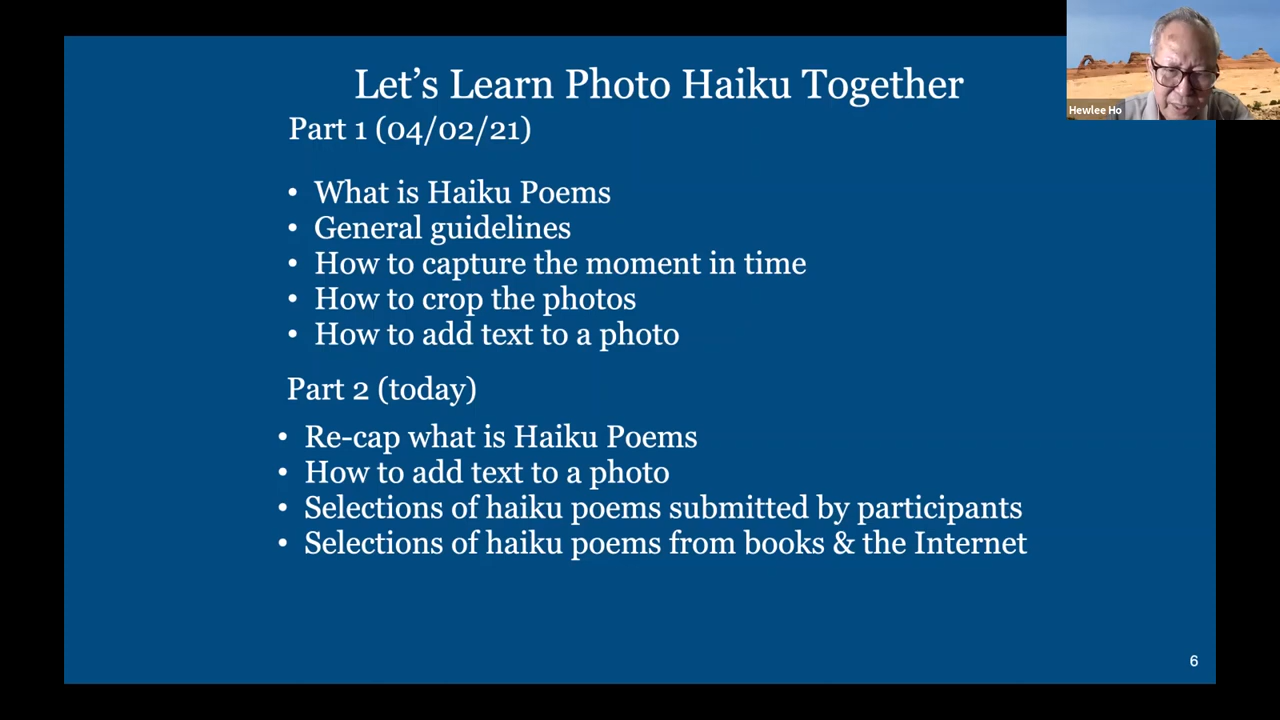 Let's Learn Photo Haiku Together
Part 1 (04/02/21)
• What is Haiku Poems
• General guidelines
• How to capture the moment in time
• How to crop the photos
• How to add text to a photo
Part 2 (today)
• Re-cap what is Haiku Poems
• How to add text to a photo
• Selections of haiku poems submitted by participants
• Selections of haiku poems from books & the Internet
6
Hewlee Ho